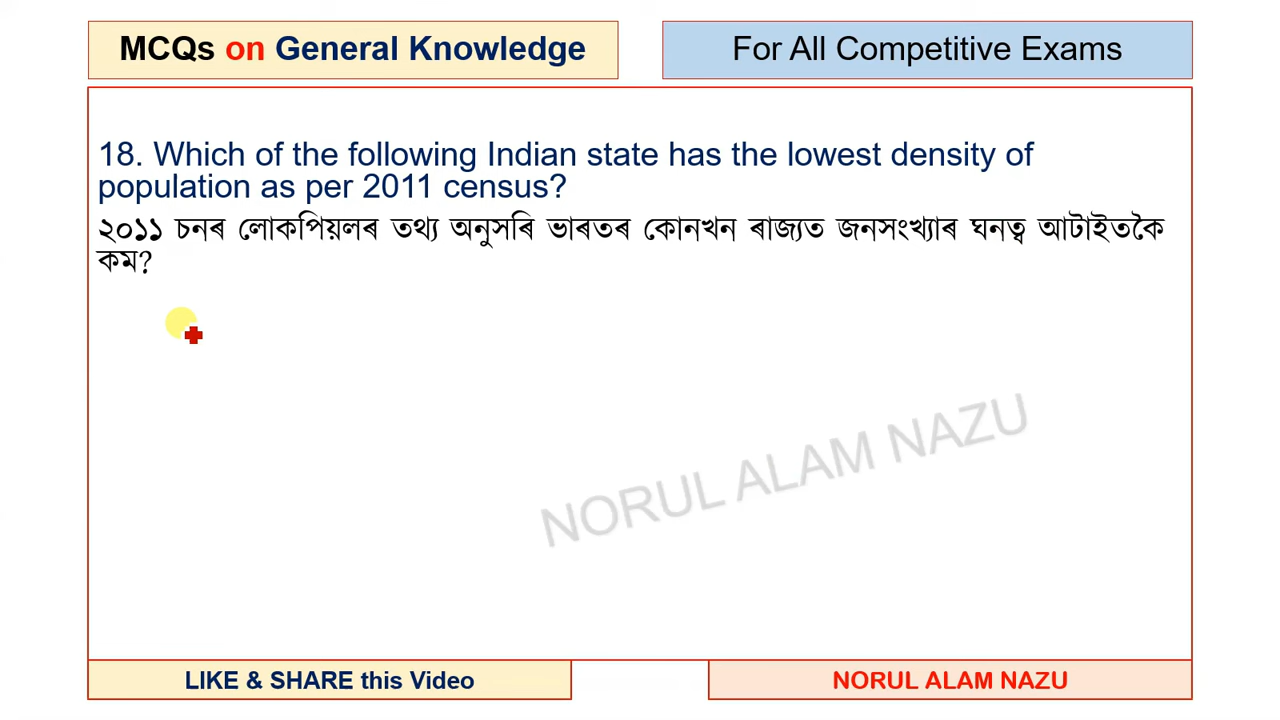 MCQs on General Knowledge
For All Competitive Exams
18. Which of the following Indian state has the lowest density of
population as per 2011 census?
২০১১ চনৰ লোকপিয়লৰ তথ্য অনুসৰি ভাৰতৰ কোনখন ৰাজ্যত জনসংখ্যাৰ ঘনত্ব আটাইতকৈ
কম?
NORUL ALAM NAZU
LIKE & SHARE this Video
NORUL ALAM NAZU